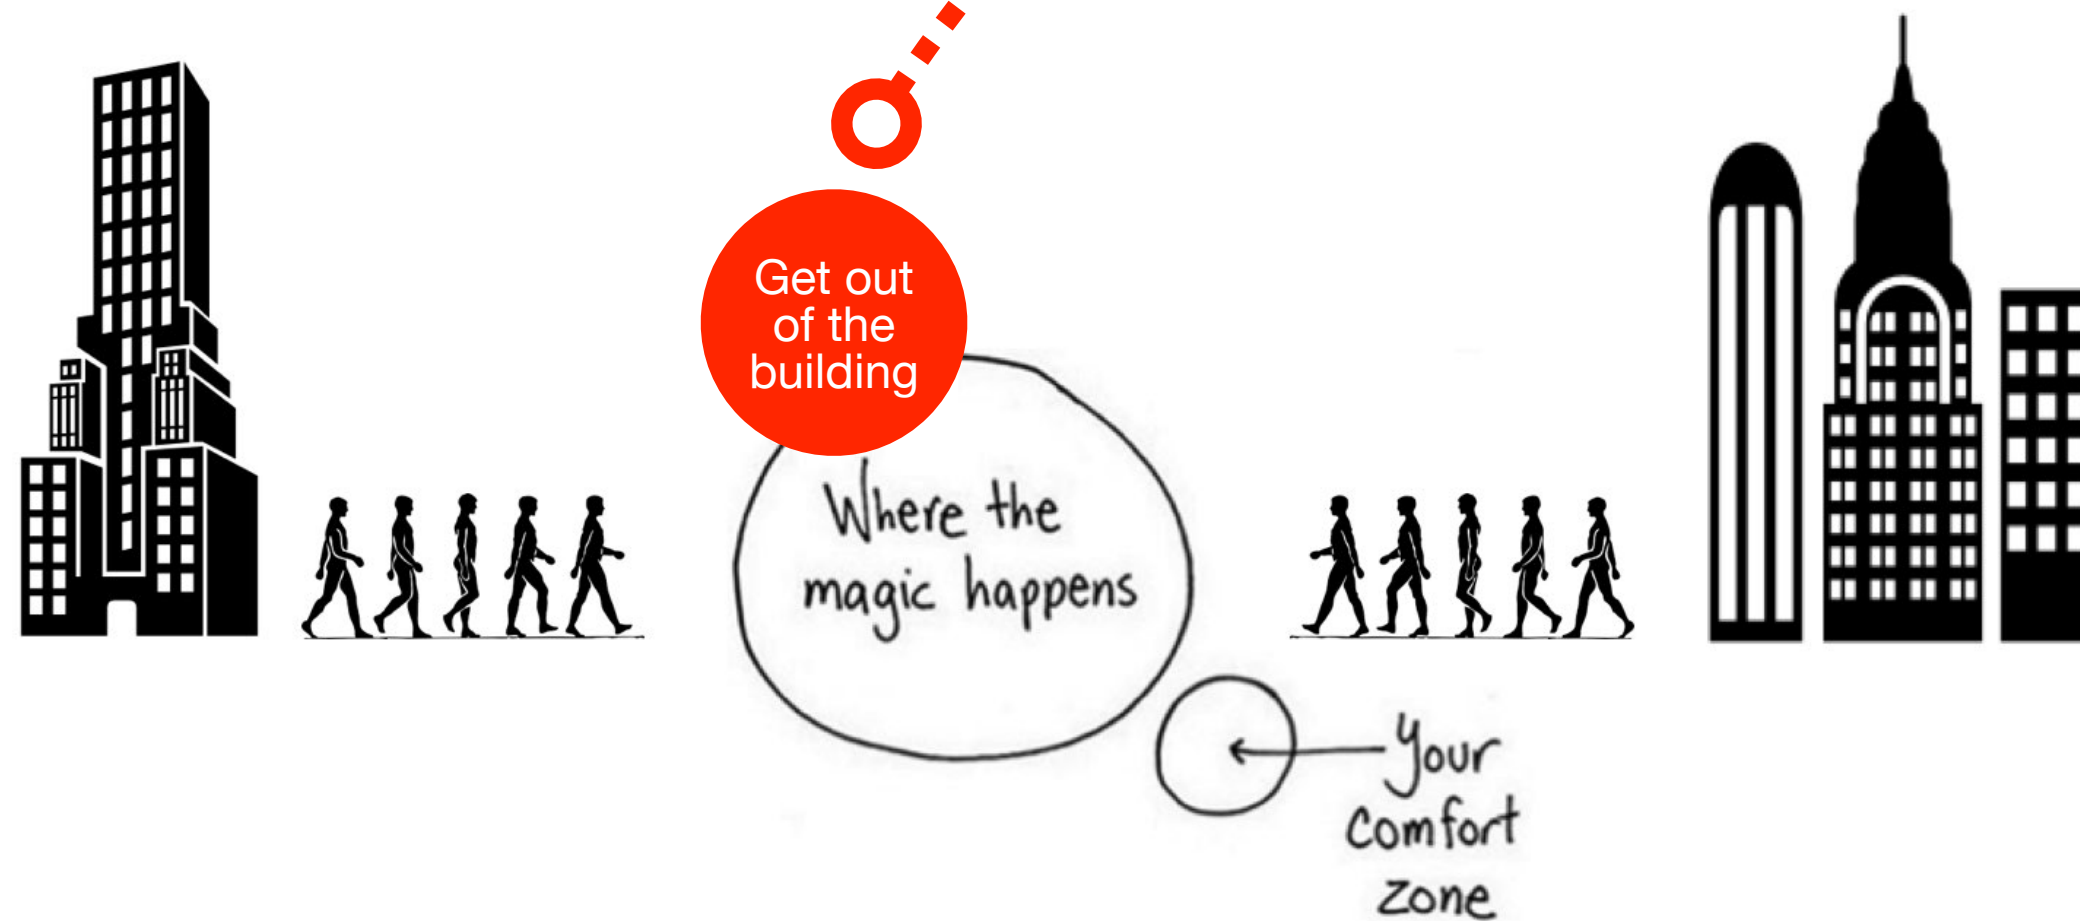 Get out
of the
building
Where the
magic happens
Your
comfort
zone